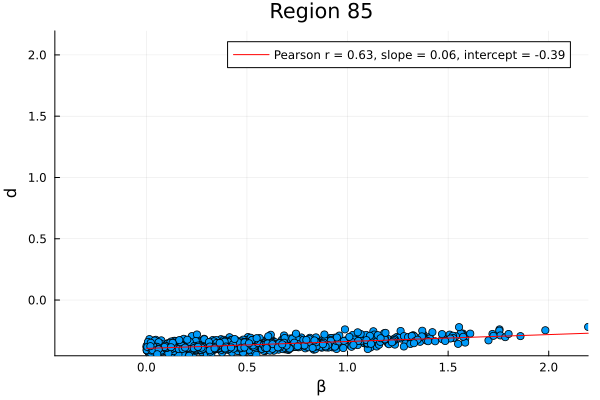 Region 85
Pearson r = 0.63, slope = 0.06, intercept = -0.39
2.0
1.5
1.0
0.5
0.0
d
0.0 0.5 1.0 1.5 2.0
β